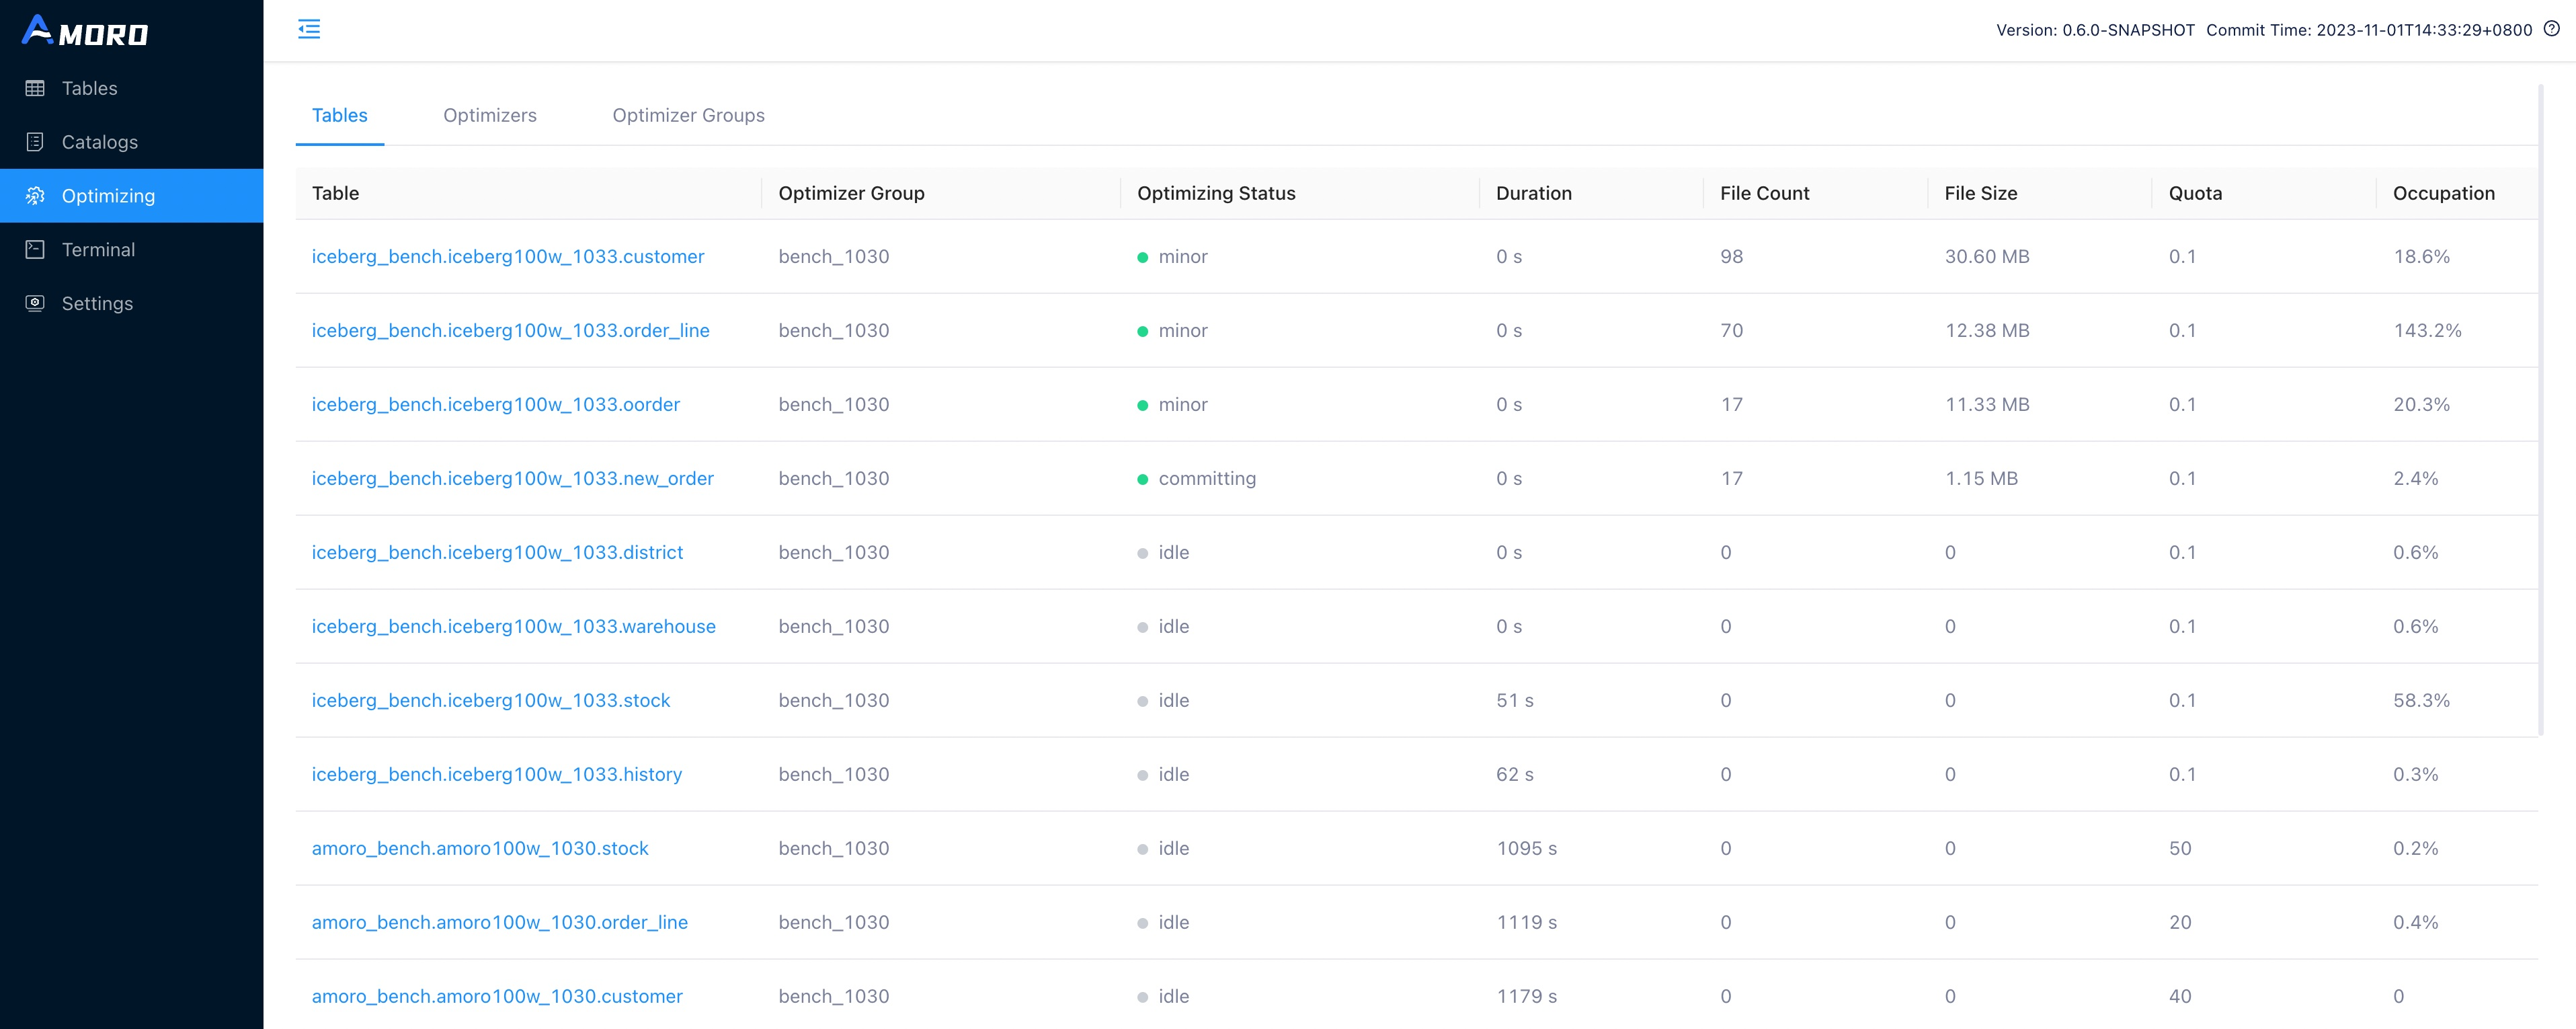 AMORO
Version: 0.6.0-SNAPSHOT Commit Time: 2023-11-01T14:33:29+0800
Tables
Catalogs
Optimizing
Terminal
Settings
Tables Optimizers Optimizer Groups
Table Optimizer Group Optimizing Status Duration File Count File Size Quota Occupation
iceberg_bench.iceberg100w_1033.customer bench_1030 minor 0 s 98 30.60 MB 0.1 18.6%
iceberg_bench.iceberg100w_1033.order_line bench_1030 minor 0 s 70 12.38 MB 0.1 143.2%
iceberg_bench.iceberg100w_1033.oorder bench_1030 minor 0 s 17 11.33 MB 0.1 20.3%
iceberg_bench.iceberg100w_1033.new_order bench_1030 committing 0 s 17 1.15 MB 0.1 2.4%
iceberg_bench.iceberg100w_1033.district bench_1030 idle 0 s 0 0 0.1 0.6%
iceberg_bench.iceberg100w_1033.warehouse bench_1030 idle 0 s 0 0 0.1 0.6%
iceberg_bench.iceberg100w_1033.stock bench_1030 idle 51 s 0 0 0.1 58.3%
iceberg_bench.iceberg100w_1033.history bench_1030 idle 62 s 0 0 0.1 0.3%
amoro_bench.amoro100w_1030.stock bench_1030 idle 1095 s 0 0 50 0.2%
amoro_bench.amoro100w_1030.order_line bench_1030 idle 1119 s 0 0 20 0.4%
amoro_bench.amoro100w_1030.customer bench_1030 idle 1179 s 0 0 40 0